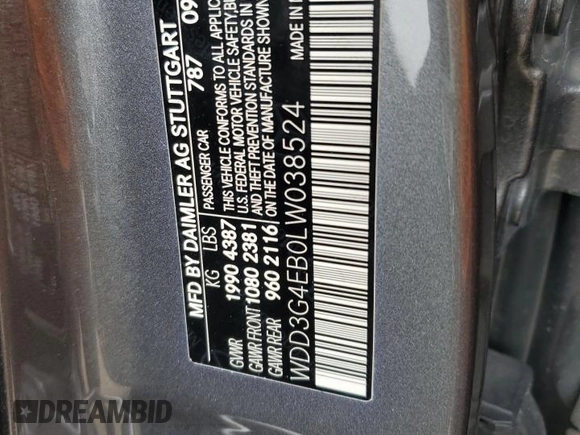 MFD BY DAIMLER AG STUTTGART 09
PASSENGER CAR 787
KG LBS THIS VEHICLE CONFORMS TO ALL APPLIC
GVWR 1990 4387 U.S. FEDERAL MOTOR VEHICLE SAFETY, BU
GAWR FRONT 1080 2381 AND THEFT PREVENTION STANDARDS IN
GAWR REAR 960 2116 ON THE DATE OF MANUFACTURE SHOWN
WDD3G4EB0LW038524 MADE IN
DREAMBID